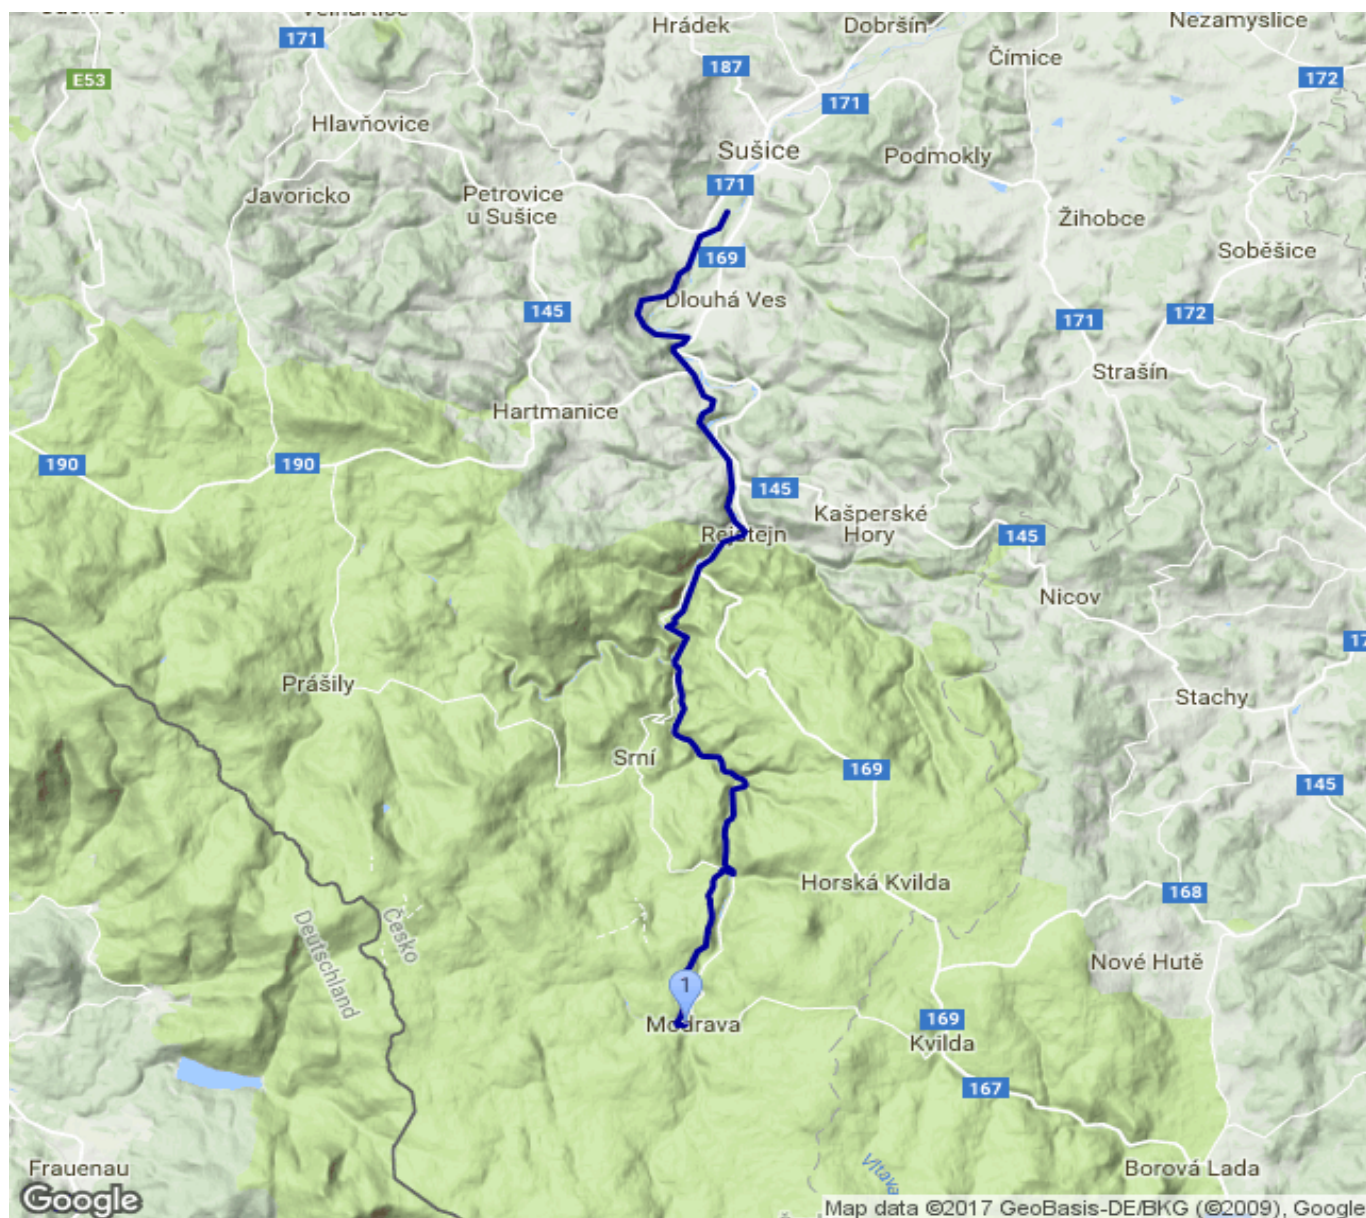 Hrádek
Dobršín
Nezamyslice
171
187
Čímice
172
E53
171
Hlavňovice
Sušice
Podmokly
171
Javoricko
Petrovice
u Sušice
Žihobce
Soběšice
169
Dlouhá Ves
145
171
172
Strašín
Hartmanice
190
190
145
Kašperské
Hory
145
Rejštejn
Nicov
Prášily
Stachy
Srní
169
145
Horská Kvilda
168
Česko
Deutschland
Nové Hutě
1
Modrava
169
Kvilda
167
Vltava
Borová Lada
Frauenau
Google
Map data ©2017 GeoBasis-DE/BKG (©2009), Google